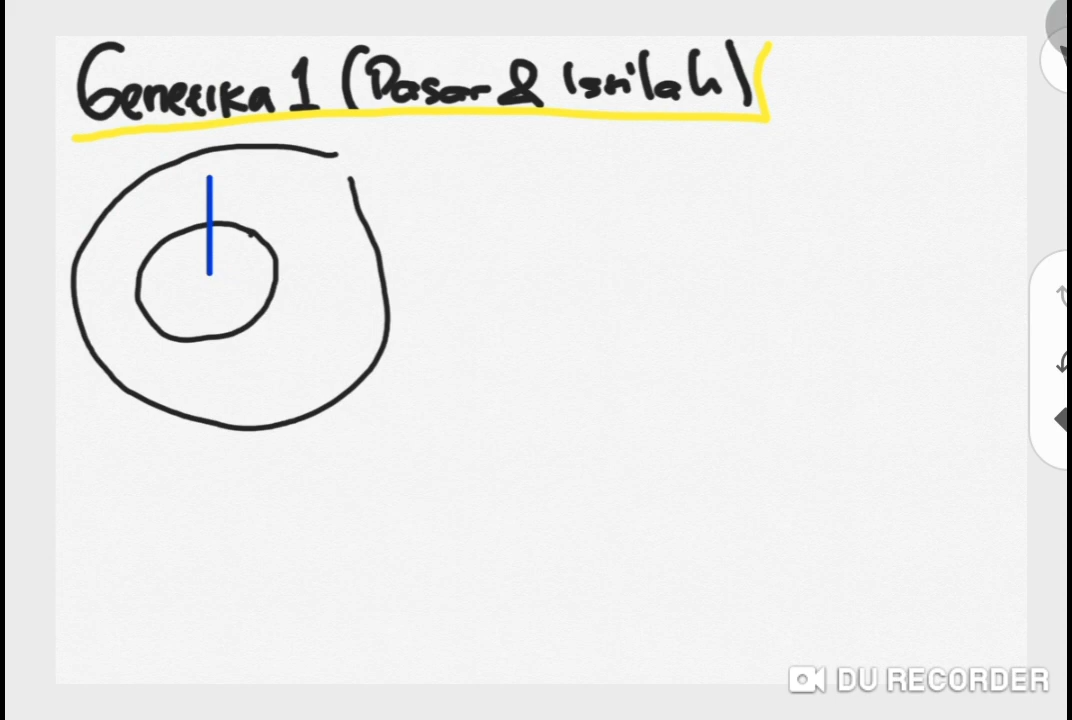 Genetika 1 (Dasar & Istilah)
DU RECORDER